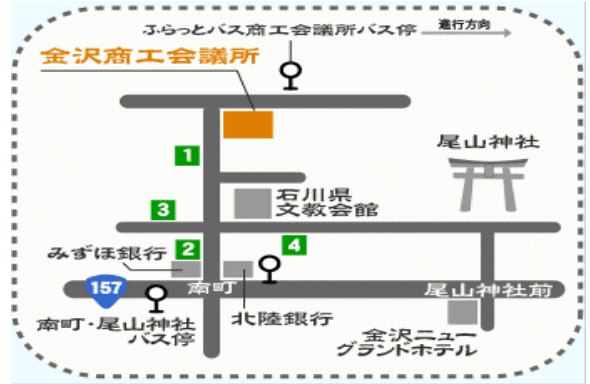 ふらっとバス商工会議所バス停
進行方向
金沢商工会議所
1
尾山神社
石川県
文教会館
3
みずほ銀行
2
4
157
南町
尾山神社前
南町・尾山神社
バス停
北陸銀行
金沢ニュー
グランドホテル